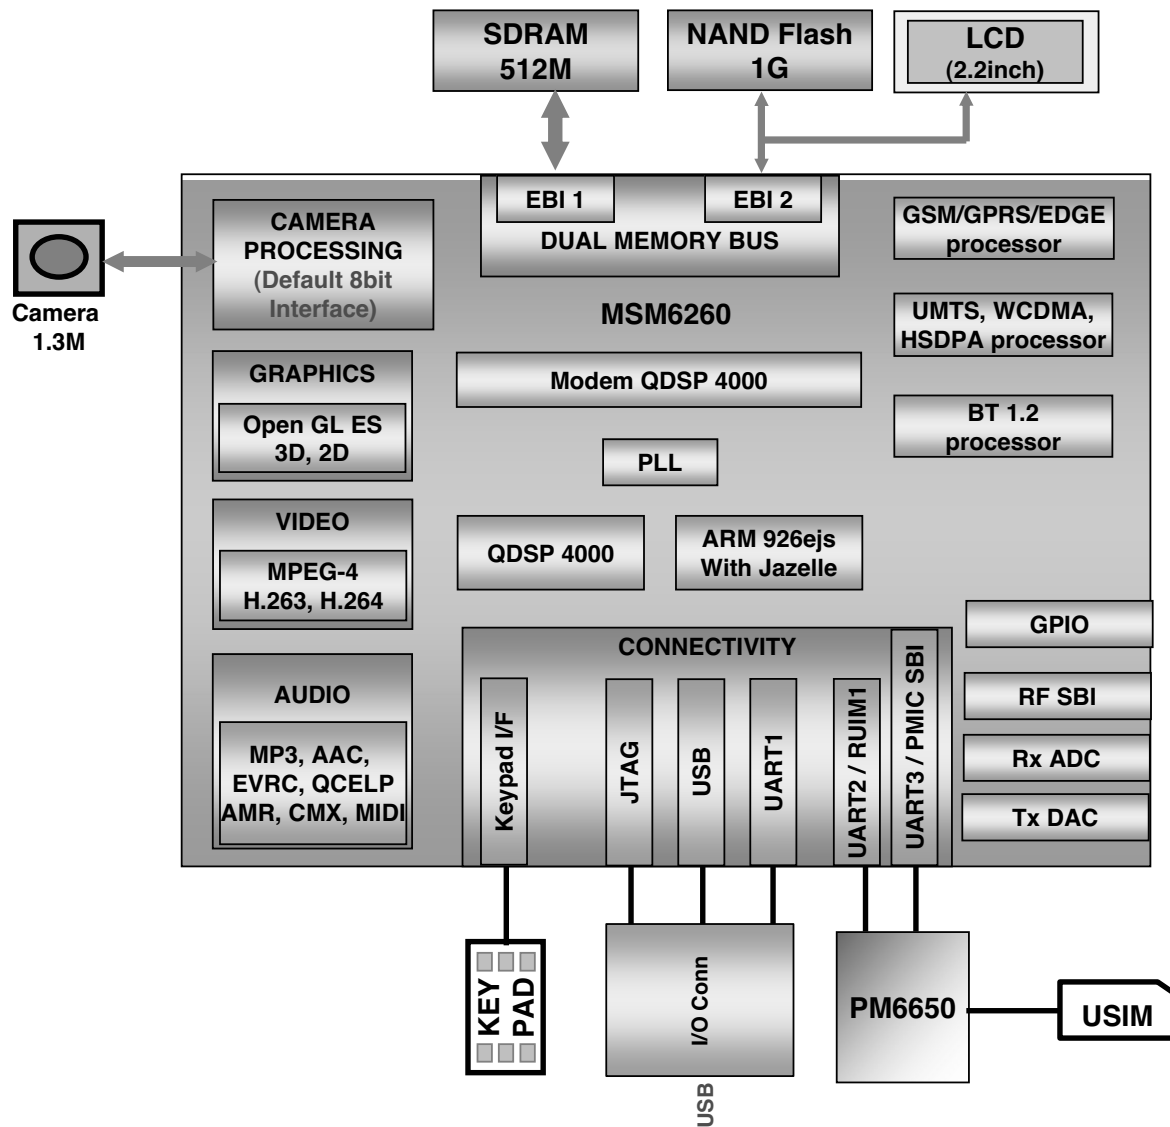 SDRAM
512M
NAND Flash
1G
LCD
(2.2inch)
EBI 1
EBI 2
DUAL MEMORY BUS
CAMERA
PROCESSING
(Default 8bit
Interface)
GSM/GPRS/EDGE
processor
Camera
1.3M
MSM6260
UMTS, WCDMA,
HSDPA processor
GRAPHICS
Open GL ES
3D, 2D
Modem QDSP 4000
BT 1.2
processor
PLL
VIDEO
MPEG-4
H.263, H.264
QDSP 4000
ARM 926ejs
With Jazelle
GPIO
CONNECTIVITY
AUDIO
MP3, AAC,
EVRC, QCELP
AMR, CMX, MIDI
Keypad I/F
JTAG
USB
UART1
UART2 / RUIM1
UART3 / PMIC SBI
RF SBI
Rx ADC
Tx DAC
KEY
PAD
I/O Conn
USB
PM6650
USIM